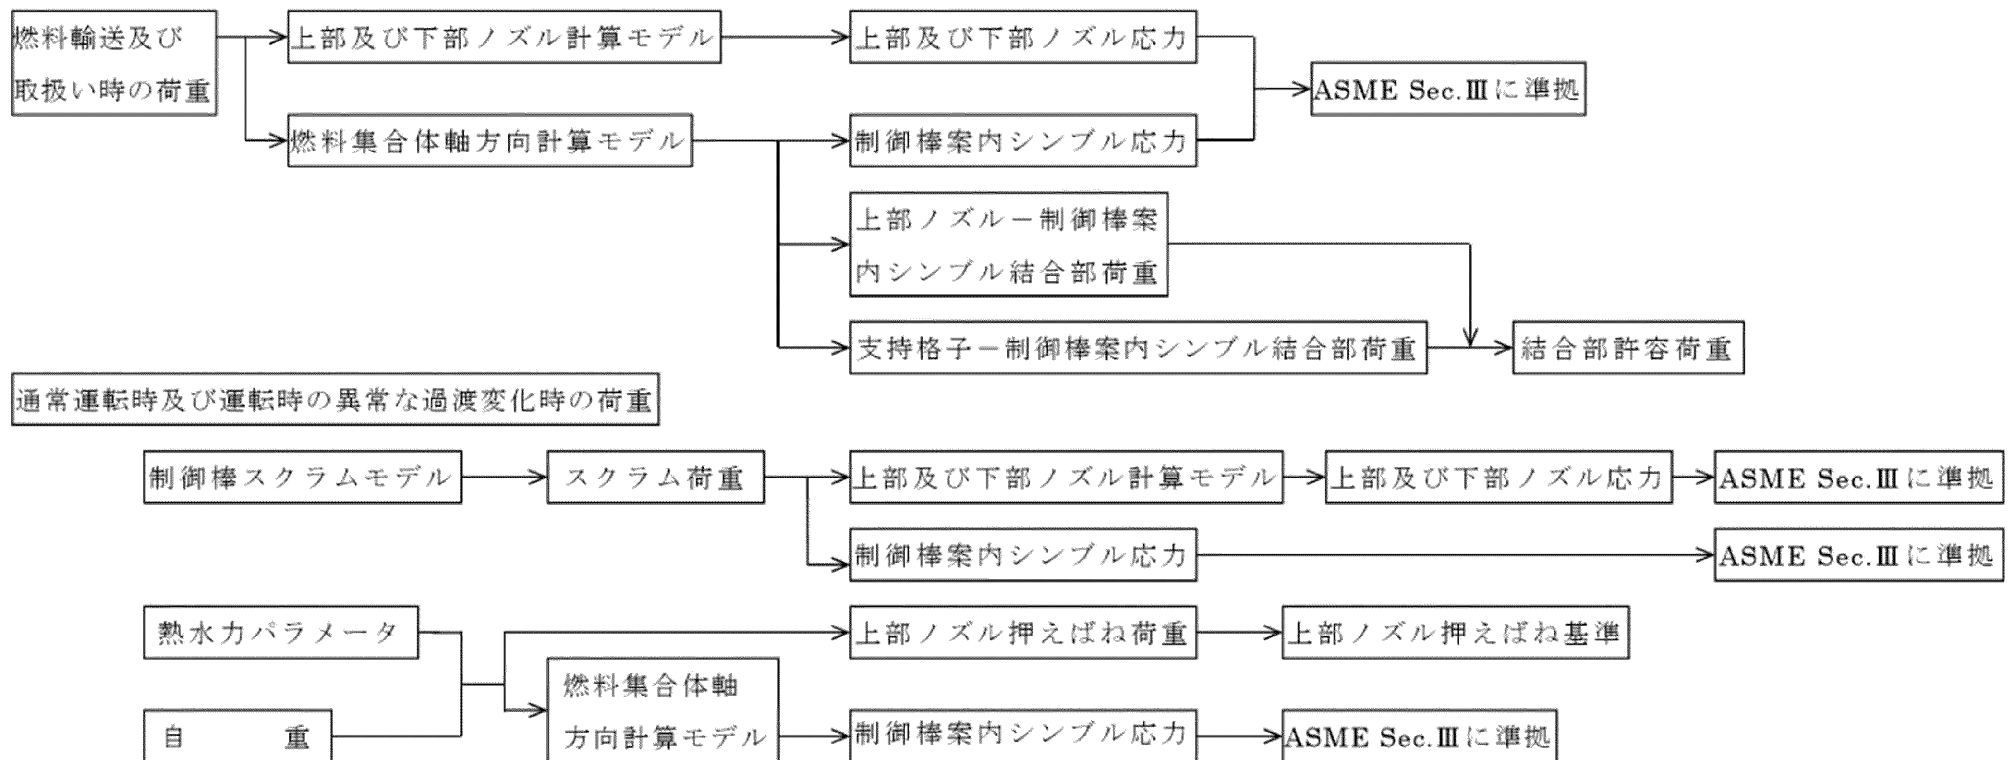 燃料輸送及び
取扱い時の荷重
上部及び下部ノズル計算モデル
上部及び下部ノズル応力
ASME Sec.Ⅲに準拠
燃料集合体軸方向計算モデル
制御棒案内シンブル応力
上部ノズル－制御棒案
内シンブル結合部荷重
支持格子－制御棒案内シンブル結合部荷重
結合部許容荷重
通常運転時及び運転時の異常な過渡変化時の荷重
制御棒スクラムモデル
スクラム荷重
上部及び下部ノズル計算モデル
上部及び下部ノズル応力
ASME Sec.Ⅲに準拠
制御棒案内シンブル応力
ASME Sec.Ⅲに準拠
熱水力パラメータ
上部ノズル押えばね荷重
上部ノズル押えばね基準
燃料集合体軸
方向計算モデル
自重
制御棒案内シンブル応力
ASME Sec.Ⅲに準拠